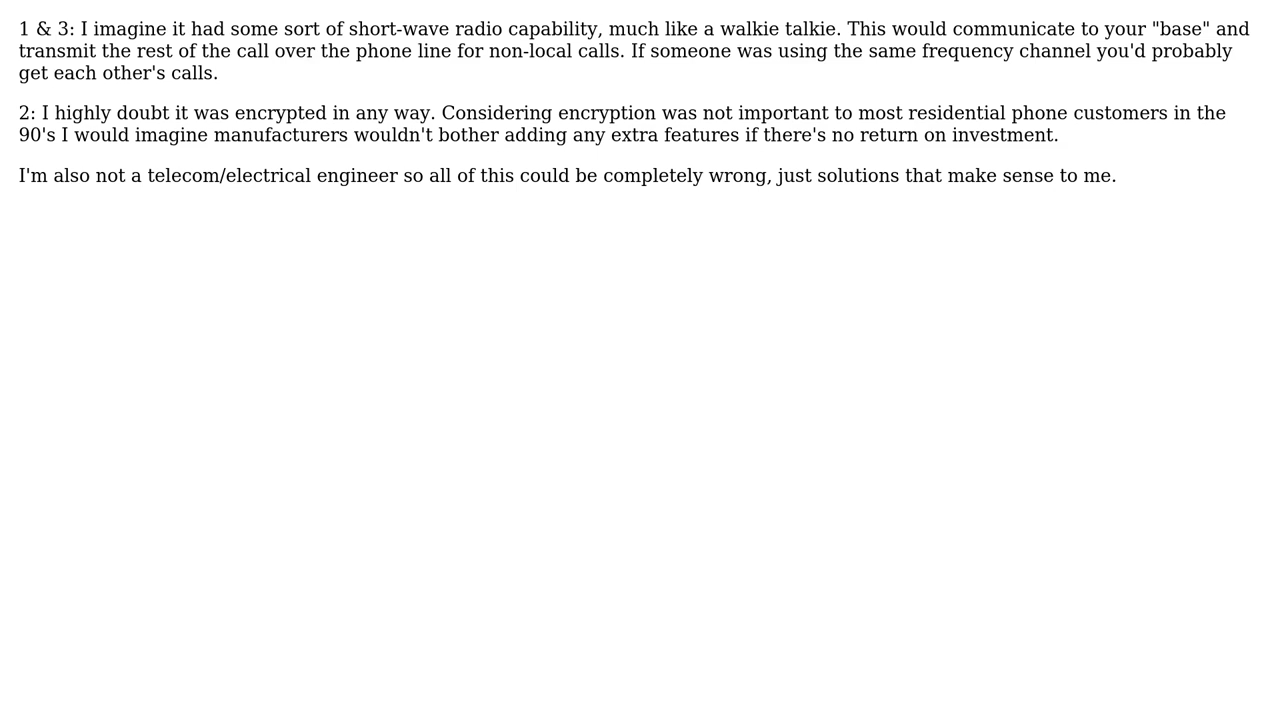 1 & 3: I imagine it had some sort of short-wave radio capability, much like a walkie talkie. This would communicate to your "base" and
transmit the rest of the call over the phone line for non-local calls. If someone was using the same frequency channel you'd probably
get each other's calls.
2: I highly doubt it was encrypted in any way. Considering encryption was not important to most residential phone customers in the
90's I would imagine manufacturers wouldn't bother adding any extra features if there's no return on investment.
I'm also not a telecom/electrical engineer so all of this could be completely wrong, just solutions that make sense to me.